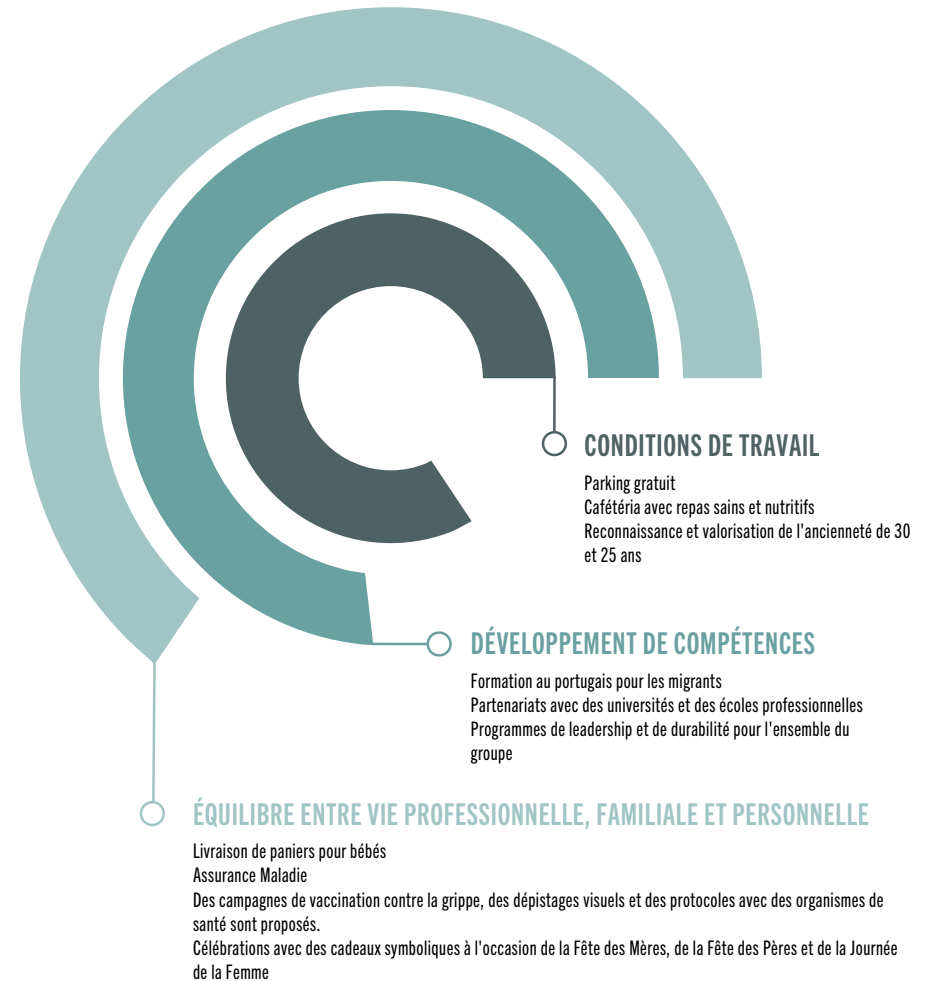 CONDITIONS DE TRAVAIL
Parking gratuit
Cafétéria avec repas sains et nutritifs
Reconnaissance et valorisation de l'ancienneté de 30
et 25 ans
DÉVELOPPEMENT DE COMPÉTENCES
Formation au portugais pour les migrants
Partenariats avec des universités et des écoles professionnelles
Programmes de leadership et de durabilité pour l'ensemble du
groupe
ÉQUILIBRE ENTRE VIE PROFESSIONNELLE, FAMILIALE ET PERSONNELLE
Livraison de paniers pour bébés
Assurance Maladie
Des campagnes de vaccination contre la grippe, des dépistages visuels et des protocoles avec des organismes de
santé sont proposés.
Célébrations avec des cadeaux symboliques à l'occasion de la Fête des Mères, de la Fête des Pères et de la Journée
de la Femme